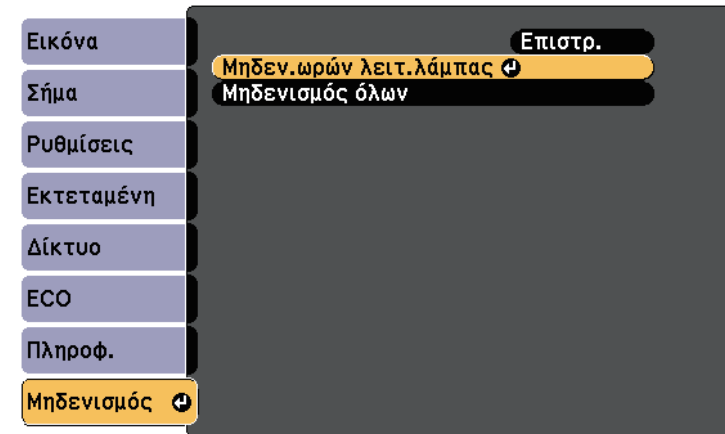 Εικόνα
Σήμα
Ρυθμίσεις
Εκτεταμένη
Δίκτυο
ECO
Πληροφ.
Μηδενισμός
Επιστρ.
Μηδεν.ωρών λειτ.λάμπας
Μηδενισμός όλων